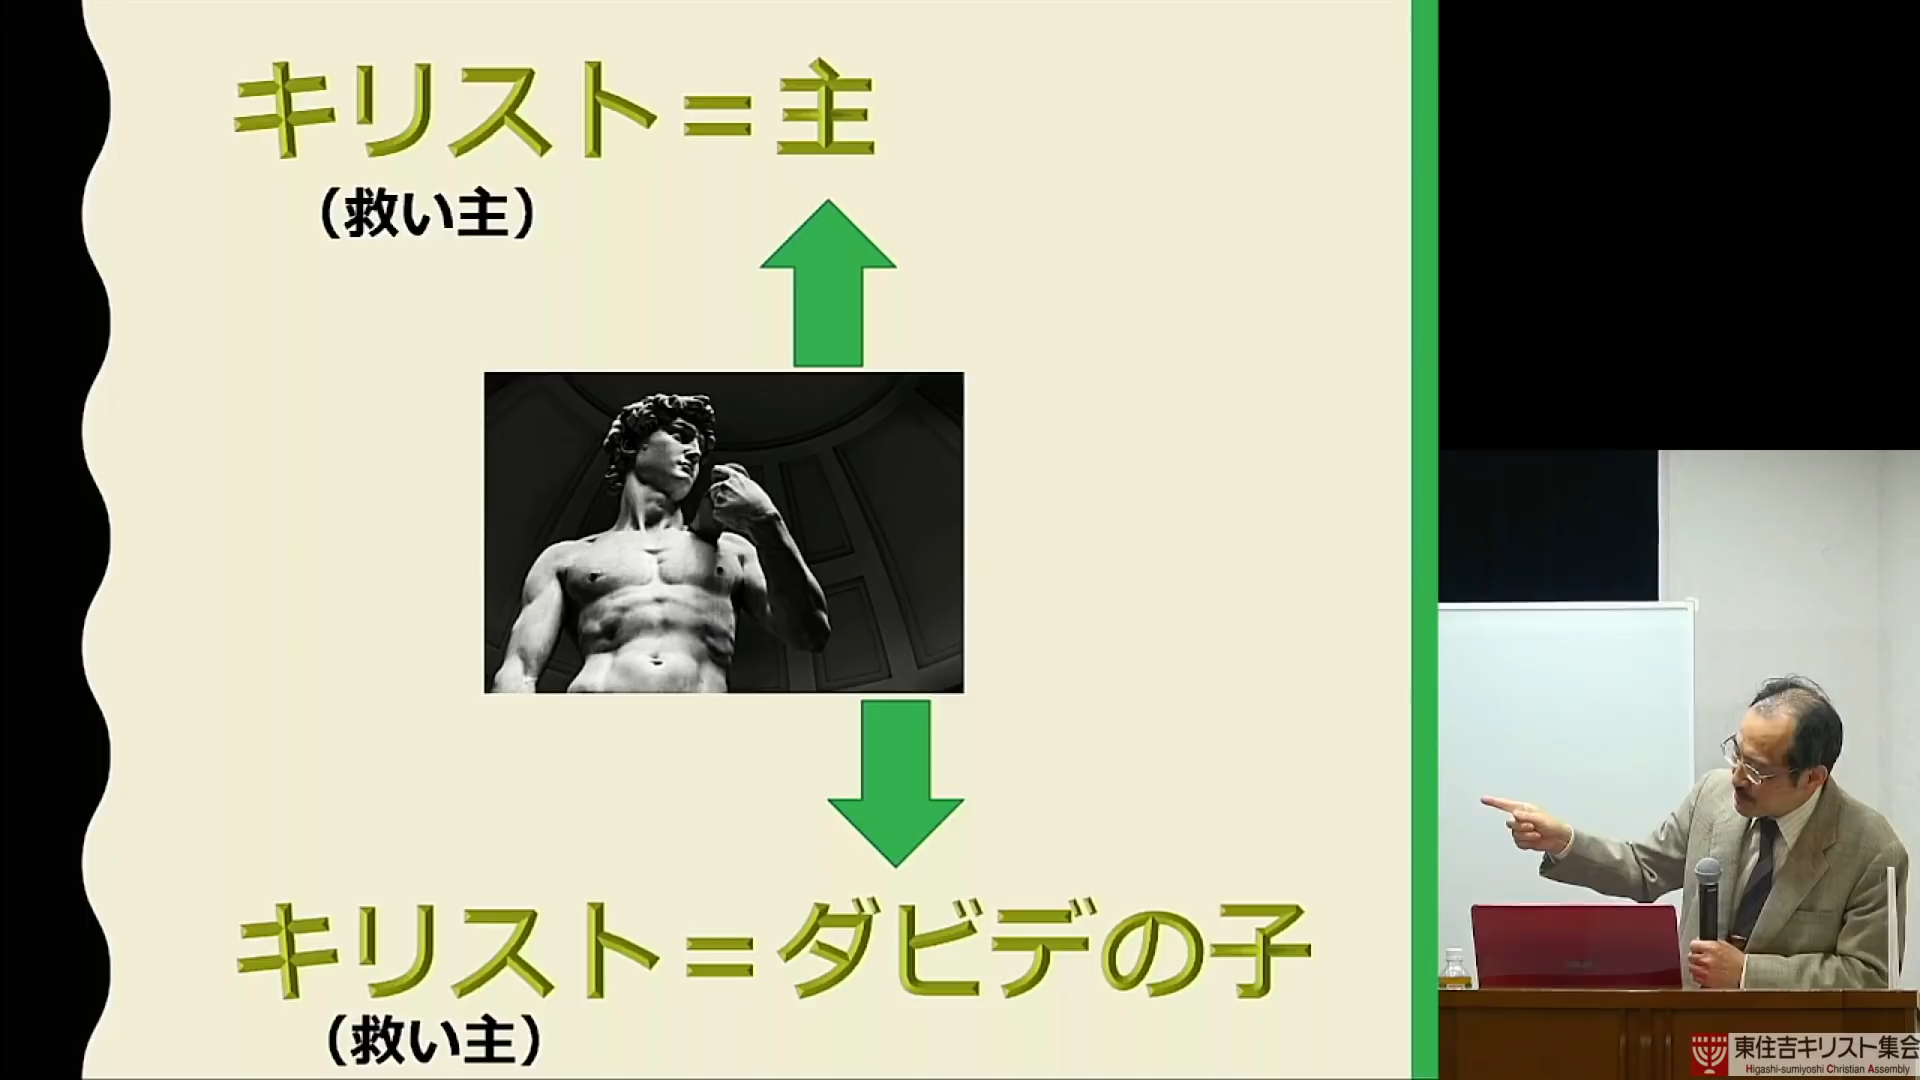 キリスト＝主
（救い主）
キリスト＝ダビデの子
（救い主）
東住吉キリスト集会
Higashi-sumiyoshi Christian Assembly